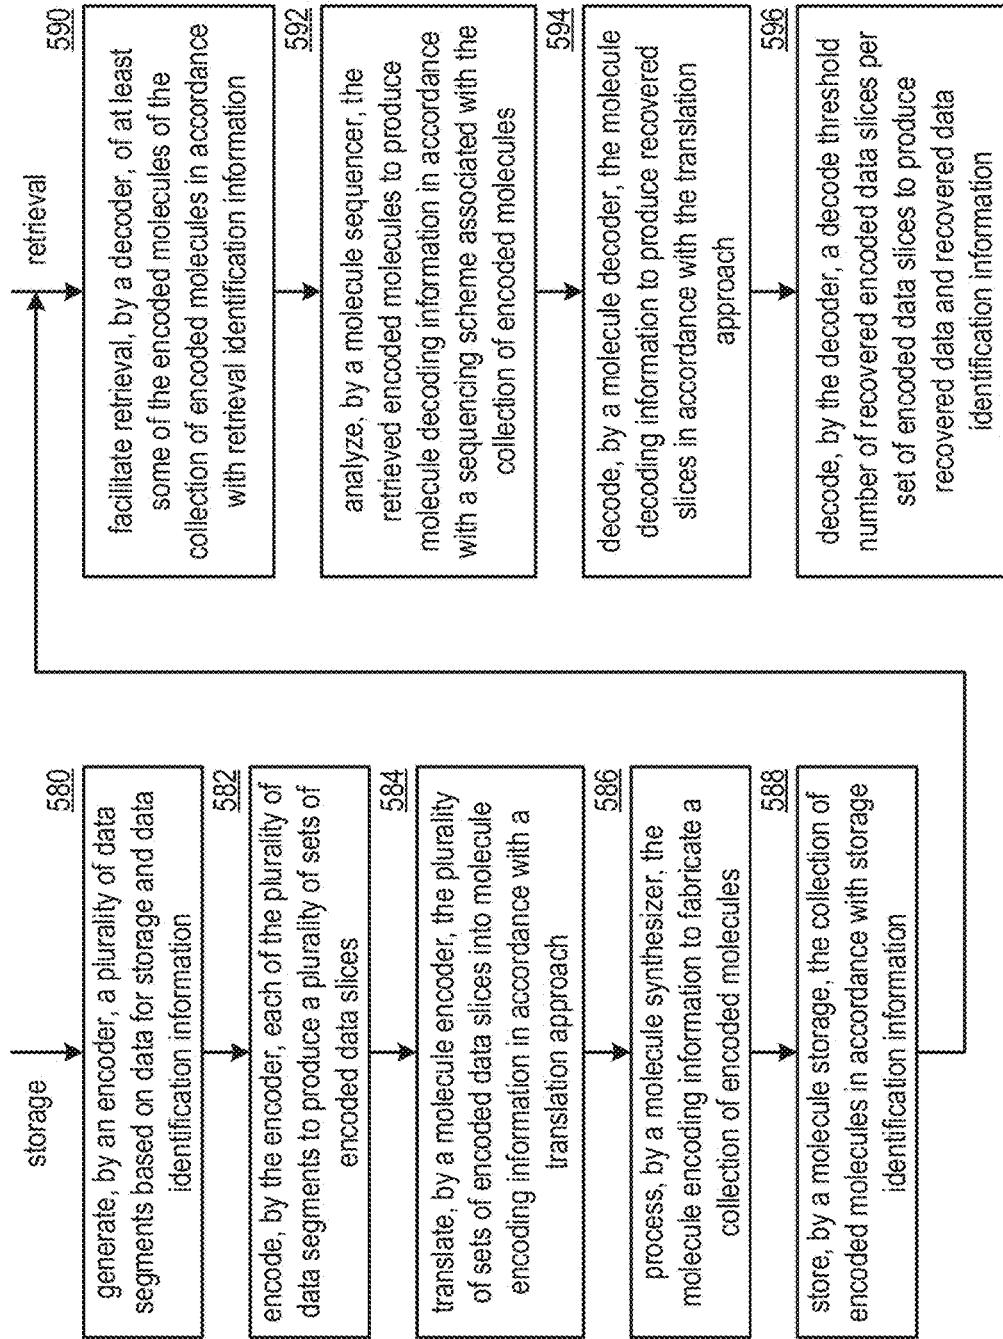 storage
580
generate, by an encoder, a plurality of data
segments based on data for storage and data
identification information
582
encode, by the encoder, each of the plurality of
data segments to produce a plurality of sets of
encoded data slices
584
translate, by a molecule encoder, the plurality
of sets of encoded data slices into molecule
encoding information in accordance with a
translation approach
586
process, by a molecule synthesizer, the
molecule encoding information to fabricate a
collection of encoded molecules
588
store, by a molecule storage, the collection of
encoded molecules in accordance with storage
identification information
retrieval
590
facilitate retrieval, by a decoder, of at least
some of the encoded molecules of the
collection of encoded molecules in accordance
with retrieval identification information
592
analyze, by a molecule sequencer, the
retrieved encoded molecules to produce
molecule decoding information in accordance
with a sequencing scheme associated with the
collection of encoded molecules
594
decode, by a molecule decoder, the molecule
decoding information to produce recovered
slices in accordance with the translation
approach
596
decode, by the decoder, a decode threshold
number of recovered encoded data slices per
set of encoded data slices to produce
recovered data and recovered data
identification information